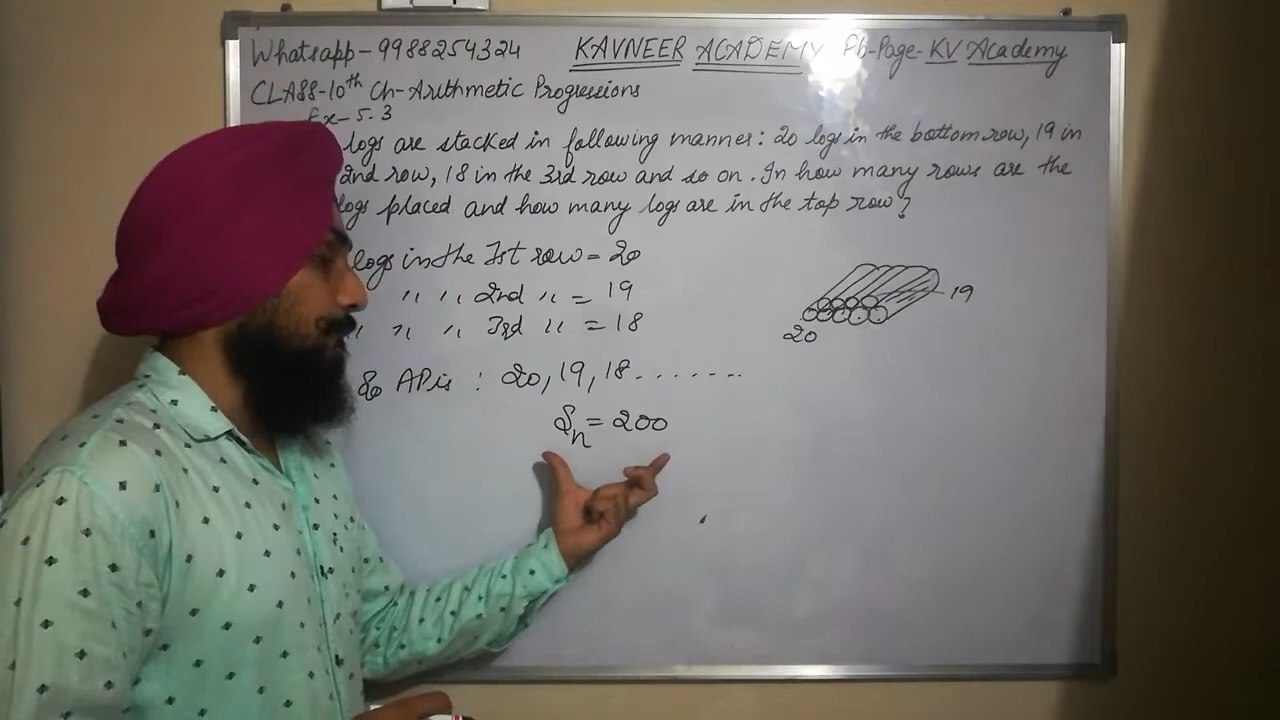 Whatsapp-9988254324 KAVNEER ACADEMY fb-Page-KV Academy
CLASS-10th Ch-Arithmetic Progressions
Ex-5.3
logs are stacked in following manner: 20 logs in the bottom row, 19 in
2nd row, 18 in the 3rd row and so on. In how many rows are the
logs placed and how many logs are in the top row?
logs in the Ist row = 20
" " 2nd " = 19
" " " 3rd " = 18
19
20
So AP is : 20, 19, 18........
Sn = 200